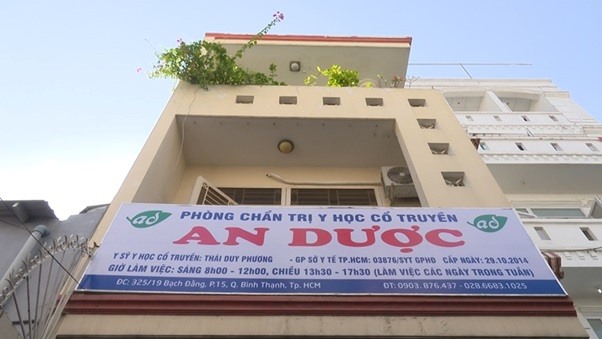 PHÒNG CHẨN TRỊ Y HỌC CỔ TRUYỀN
ad AN DƯỢC ad
Y SỸ Y HỌC CỔ TRUYỀN: THÁI DUY PHƯƠNG - GP SỞ Y TẾ TP.HCM: 03876/SYT GPHĐ CẤP NGÀY: 29.10.2014
GIỜ LÀM VIỆC: SÁNG 8h00 - 12h00, CHIỀU 13h30 - 17h30 (LÀM VIỆC CÁC NGÀY TRONG TUẦN)
ĐC: 325/19 Bạch Đằng, P.15, Q. Bình Thạnh, Tp. HCM ĐT: 0903.876.437 - 028.6683.1025